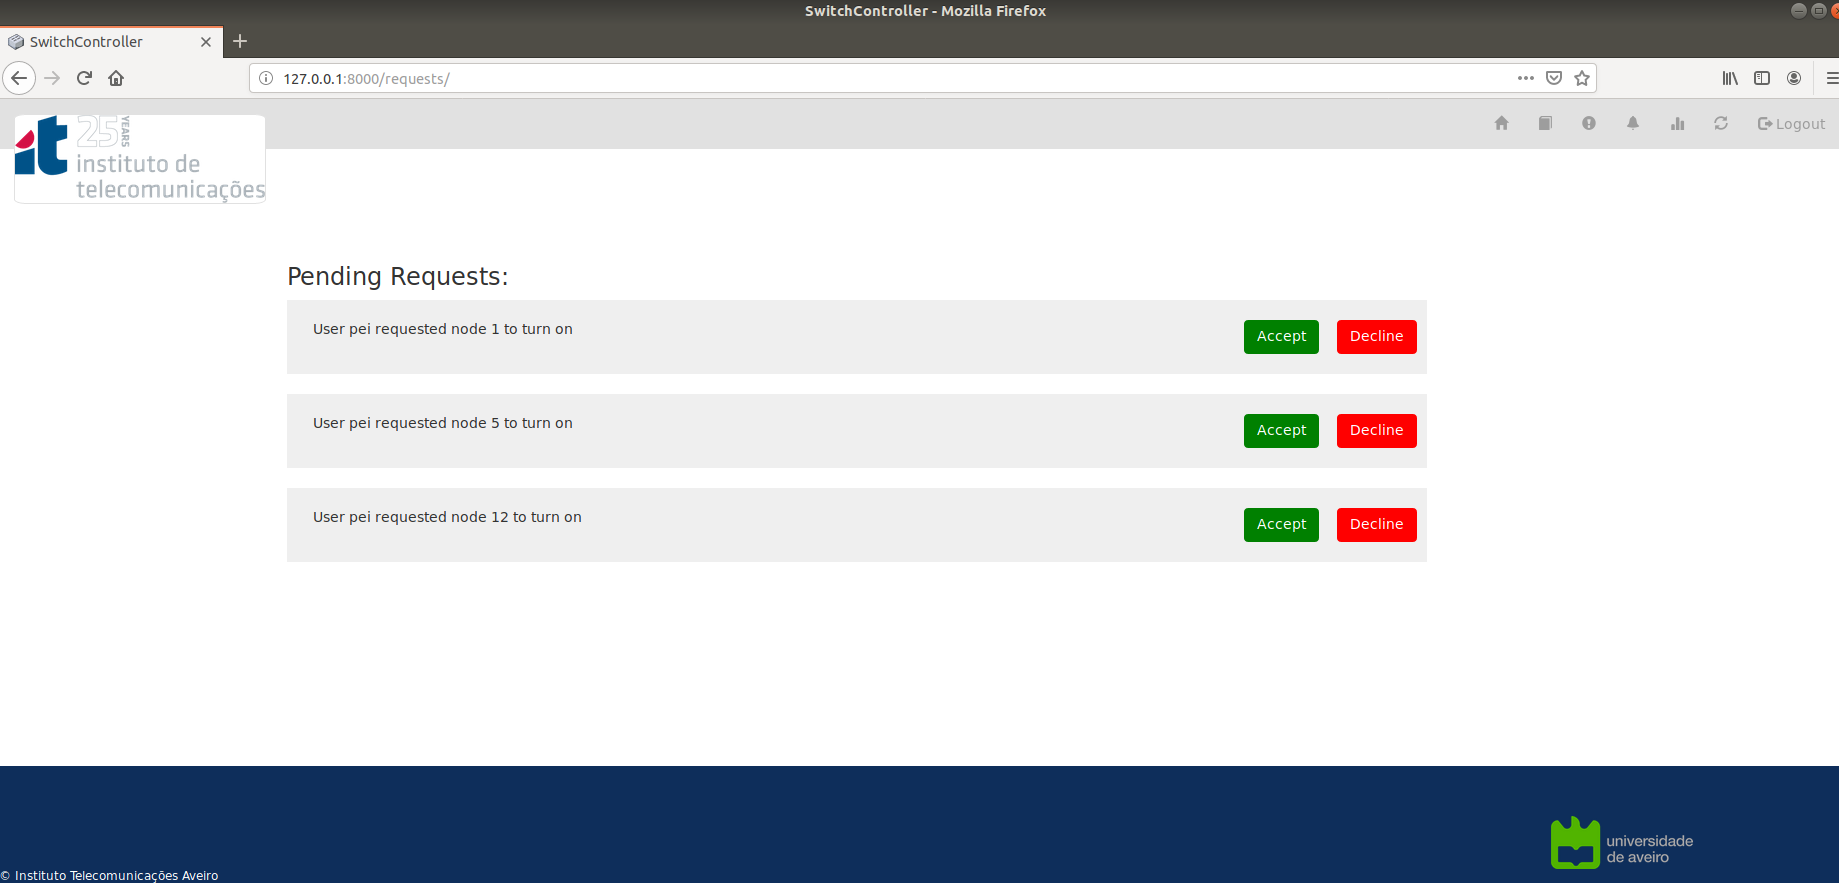 SwitchController - Mozilla Firefox
SwitchController
127.0.0.1:8000/requests/
25 YEARS
instituto de
telecomunicações
Logout
Pending Requests:
User pei requested node 1 to turn on
Accept
Decline
User pei requested node 5 to turn on
Accept
Decline
User pei requested node 12 to turn on
Accept
Decline
universidade
de aveiro
© Instituto Telecomunicações Aveiro